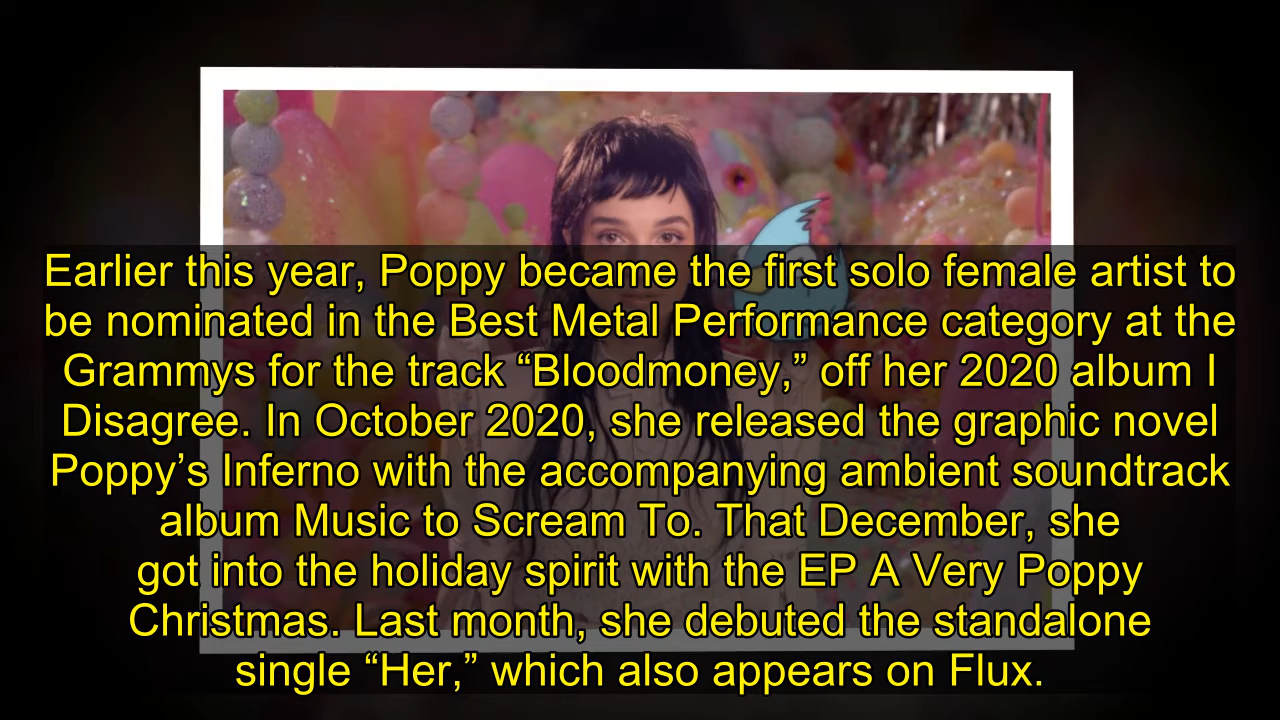 Earlier this year, Poppy became the first solo female artist to
be nominated in the Best Metal Performance category at the
Grammys for the track “Bloodmoney,” off her 2020 album I
Disagree. In October 2020, she released the graphic novel
Poppy’s Inferno with the accompanying ambient soundtrack
album Music to Scream To. That December, she
got into the holiday spirit with the EP A Very Poppy
Christmas. Last month, she debuted the standalone
single “Her,” which also appears on Flux.